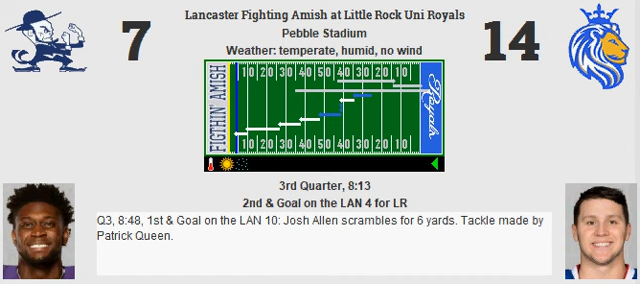 Lancaster Fighting Amish at Little Rock Uni Royals
7
14
Pebble Stadium
Weather: temperate, humid, no wind
FIGTHIN' AMISH
10 20 30 40 50 40 30 20 10
Royals
10 20 30 40 50 40 30 20 10
3rd Quarter, 8:13
2nd & Goal on the LAN 4 for LR
Q3, 8:48, 1st & Goal on the LAN 10: Josh Allen scrambles for 6 yards. Tackle made by
Patrick Queen.